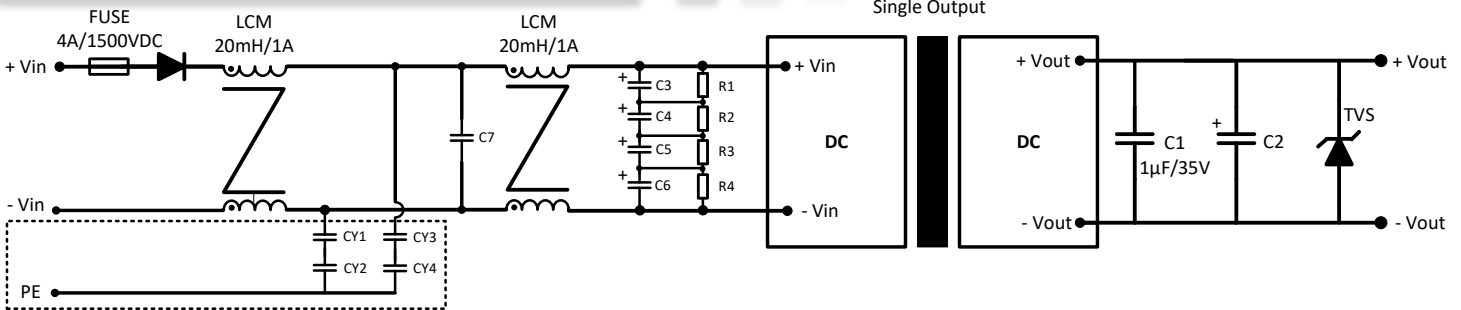 Single Output
FUSE
4A/1500VDC
LCM
20mH/1A
LCM
20mH/1A
+ Vin
+ Vin
+ Vout
+ Vout
+
C3
R1
+
C4
R2
+
C5
R3
+
C6
R4
C7
DC
DC
C1
1µF/35V
+
C2
TVS
- Vin
- Vin
- Vout
- Vout
CY1
CY3
CY2
CY4
PE